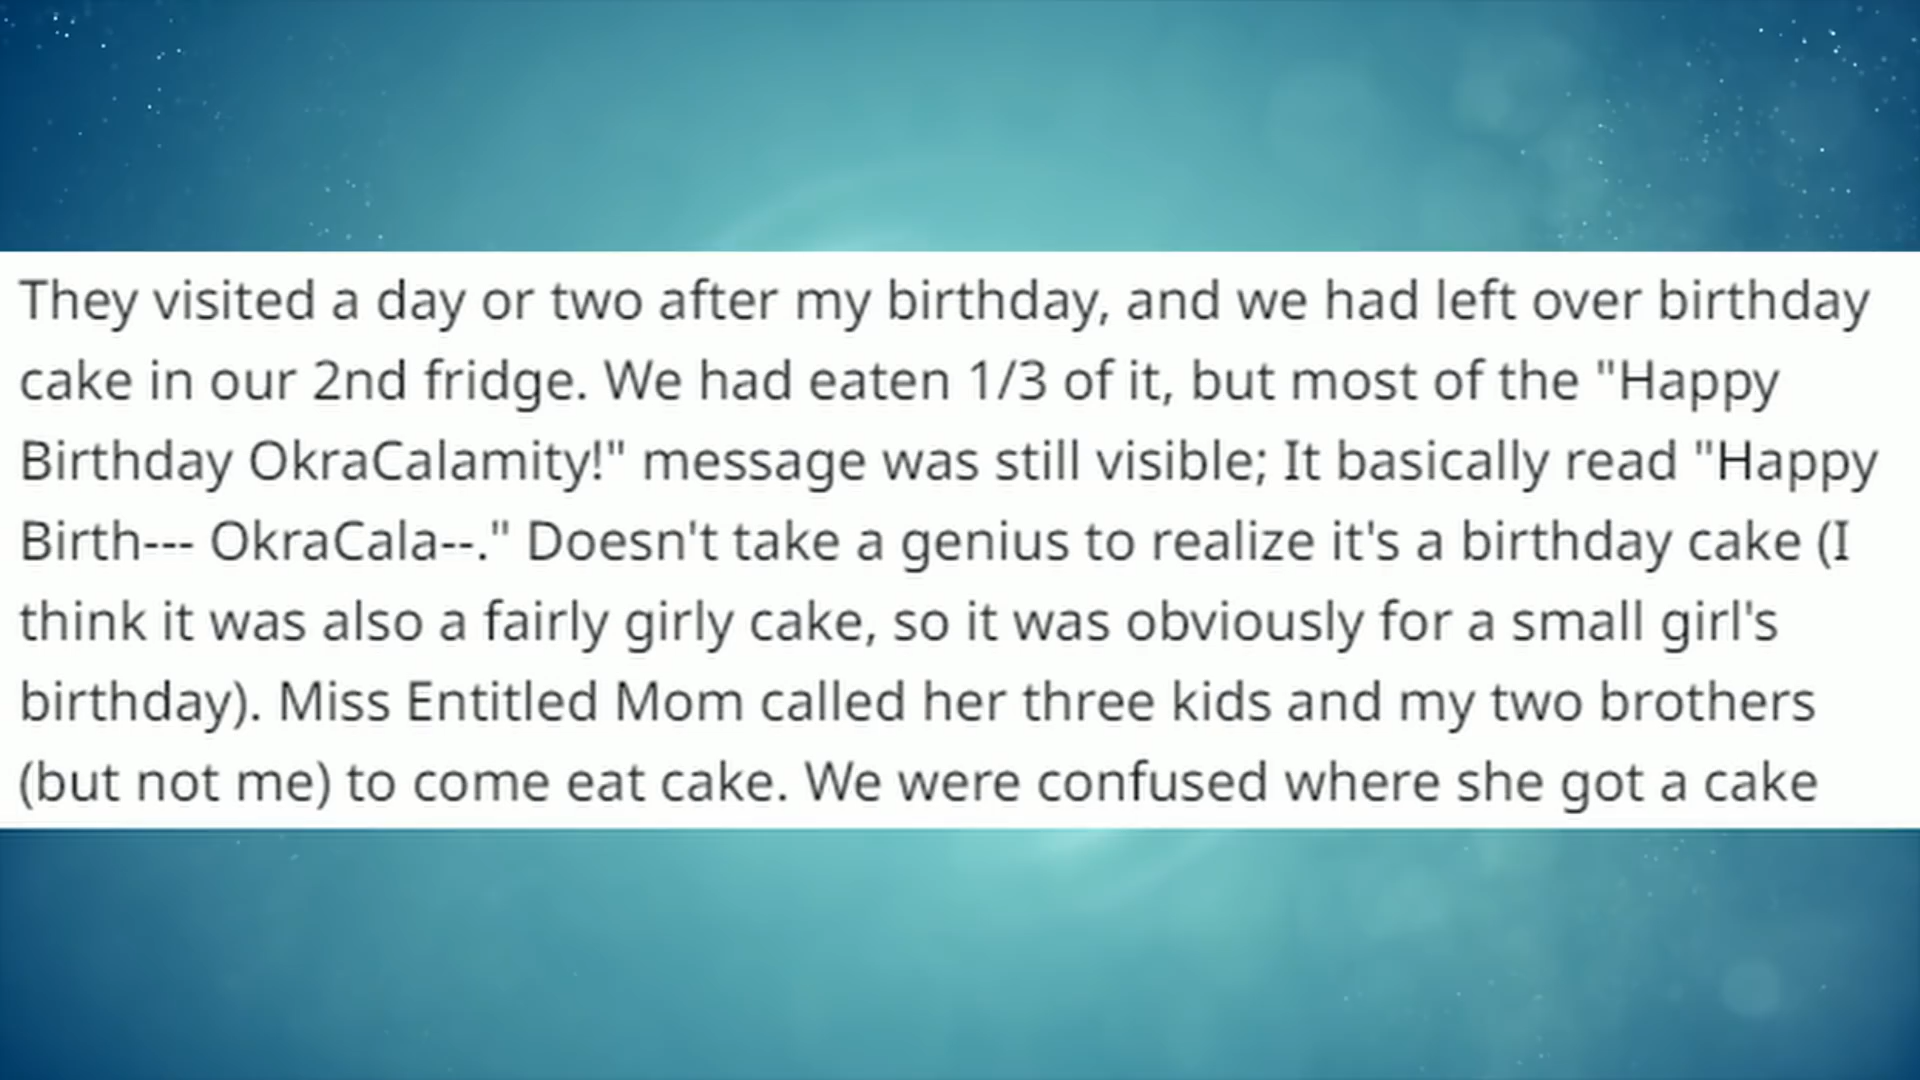 They visited a day or two after my birthday, and we had left over birthday
cake in our 2nd fridge. We had eaten 1/3 of it, but most of the "Happy
Birthday OkraCalamity!" message was still visible; It basically read "Happy
Birth--- OkraCala--." Doesn't take a genius to realize it's a birthday cake (I
think it was also a fairly girly cake, so it was obviously for a small girl's
birthday). Miss Entitled Mom called her three kids and my two brothers
(but not me) to come eat cake. We were confused where she got a cake